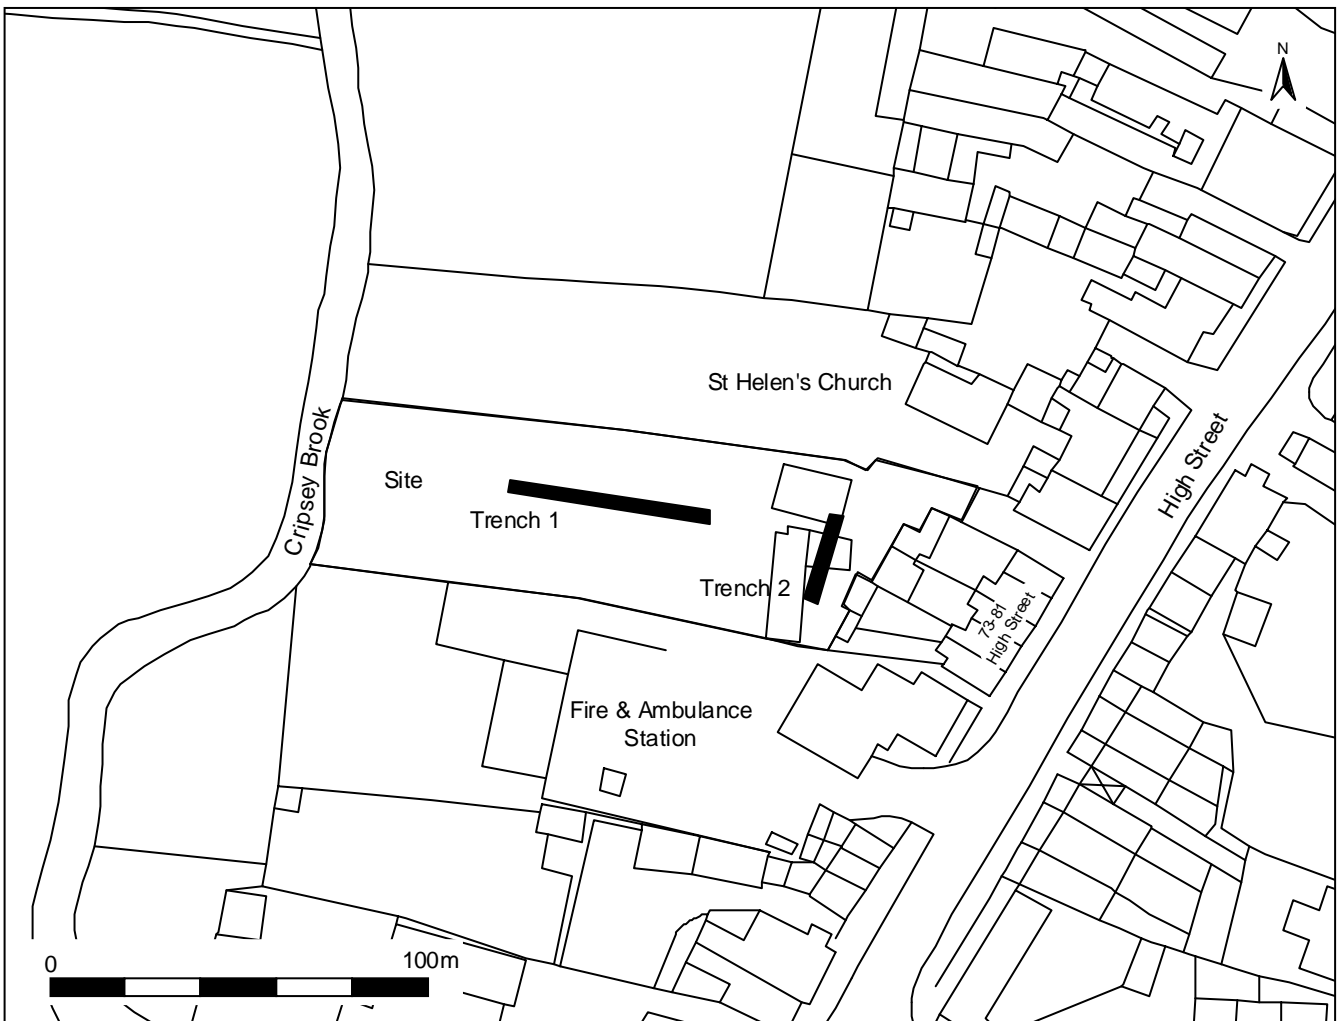 N
St Helen's Church
High Street
Cripsey Brook
Site
Trench 1
Trench 2
73-81
High Street
Fire & Ambulance
Station
0
100m